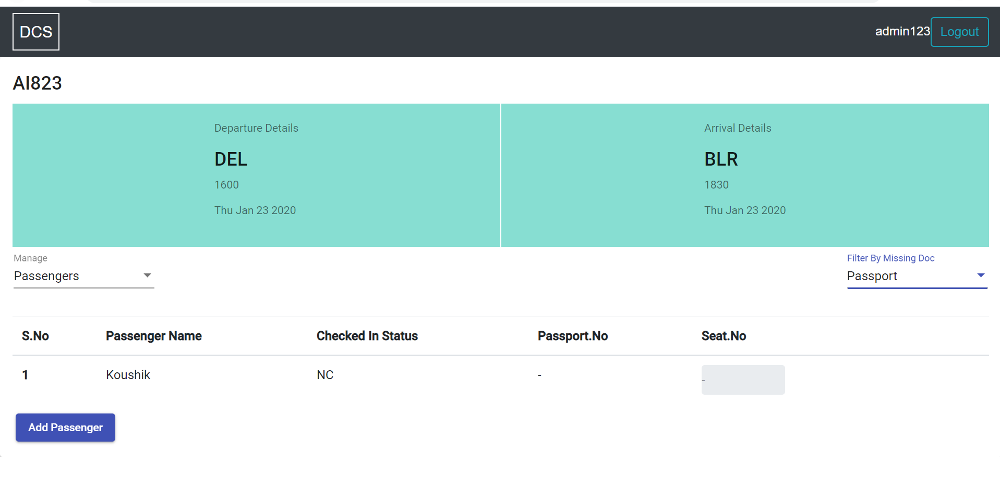 DCS
admin123 Logout
AI823
Departure Details
DEL
1600
Thu Jan 23 2020
Arrival Details
BLR
1830
Thu Jan 23 2020
Manage
Passengers
Filter By Missing Doc
Passport
S.No Passenger Name Checked In Status Passport.No Seat.No
1 Koushik NC - -
Add Passenger